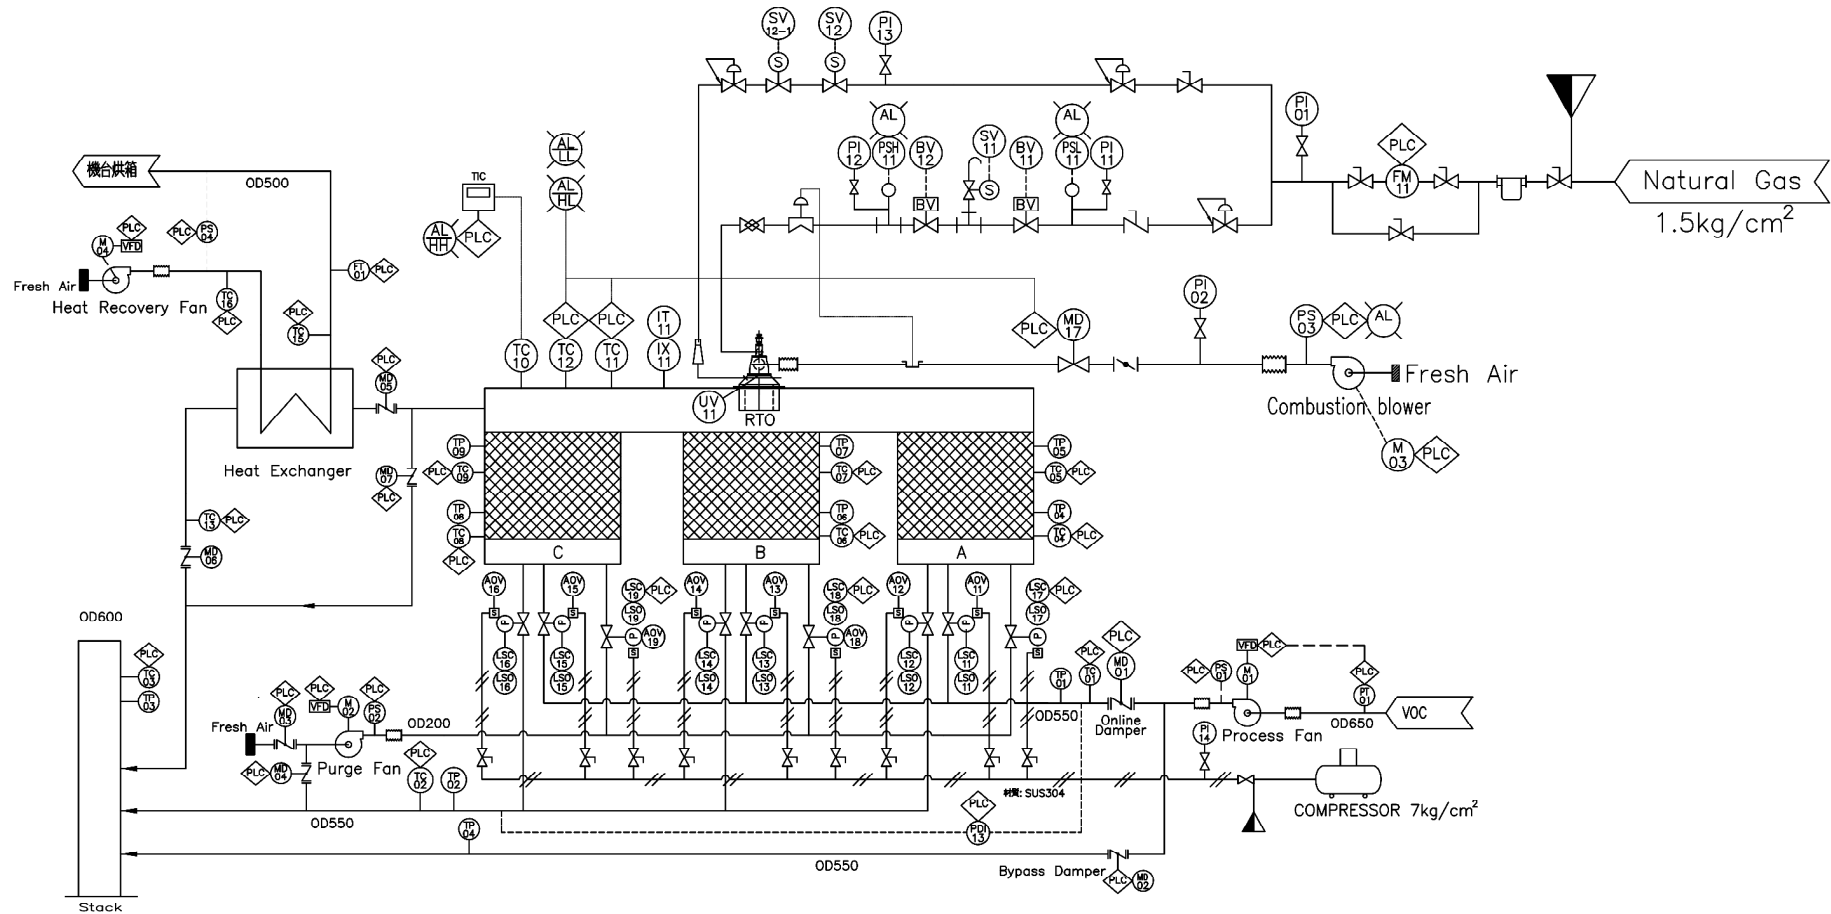 SV
12-1
SV
12
PI
13
AL
AL
PI
12
PSH
11
BV
12
SV
11
BV
11
PSL
11
PI
11
PI
01
PLC
FM
11
Natural Gas
1.5kg/cm²
S
S
S
BV
BV
AL
LL
AL
HL
TIC
AL
HH
PLC
機台烘箱
OD500
PLC
M
04
VFD
PLC
PS
04
FT
01
PLC
Fresh Air
Heat Recovery Fan
TC
16
PLC
PLC
TC
15
PLC
MD
05
Heat Exchanger
MD
07
PLC
TC
13
PLC
MD
06
TC
10
PLC
TC
12
PLC
TC
11
IT
11
IX
11
UV
11
RTO
PLC
MD
17
PI
02
PS
03
PLC
AL
Fresh Air
Combustion blower
M
03
PLC
TP
09
PLC
TC
09
TP
08
TC
08
PLC
TP
07
TC
07
PLC
TP
06
TC
06
PLC
TP
05
TC
05
PLC
TP
04
TC
04
PLC
C
B
A
AOV
16
AOV
15
LSC
19
PLC
LSO
19
AOV
19
AOV
14
AOV
13
LSC
18
PLC
LSO
18
AOV
18
AOV
12
AOV
11
LSC
17
PLC
LSO
17
S
S
S
S
S
S
S
S
S
F
F
P
F
F
P
F
F
P
LSC
16
LSO
16
LSC
15
LSO
15
LSC
14
LSO
14
LSC
13
LSO
13
LSC
12
LSO
12
LSC
11
LSO
11
OD600
PLC
TC
03
TP
03
Stack
Fresh Air
PLC
MD
03
PLC
VFD
M
02
PLC
PS
02
OD200
PLC
MD
04
Purge Fan
PLC
TC
02
TP
02
OD550
TP
04
TP
01
PLC
TC
01
PLC
MD
01
OD550
Online
Damper
PLC
PS
01
VFD
PLC
M
01
PLC
PT
01
OD650
VOC
Process Fan
PI
14
材質: SUS304
COMPRESSOR 7kg/cm²
PLC
PDI
13
OD550
Bypass Damper
PLC
MD
02